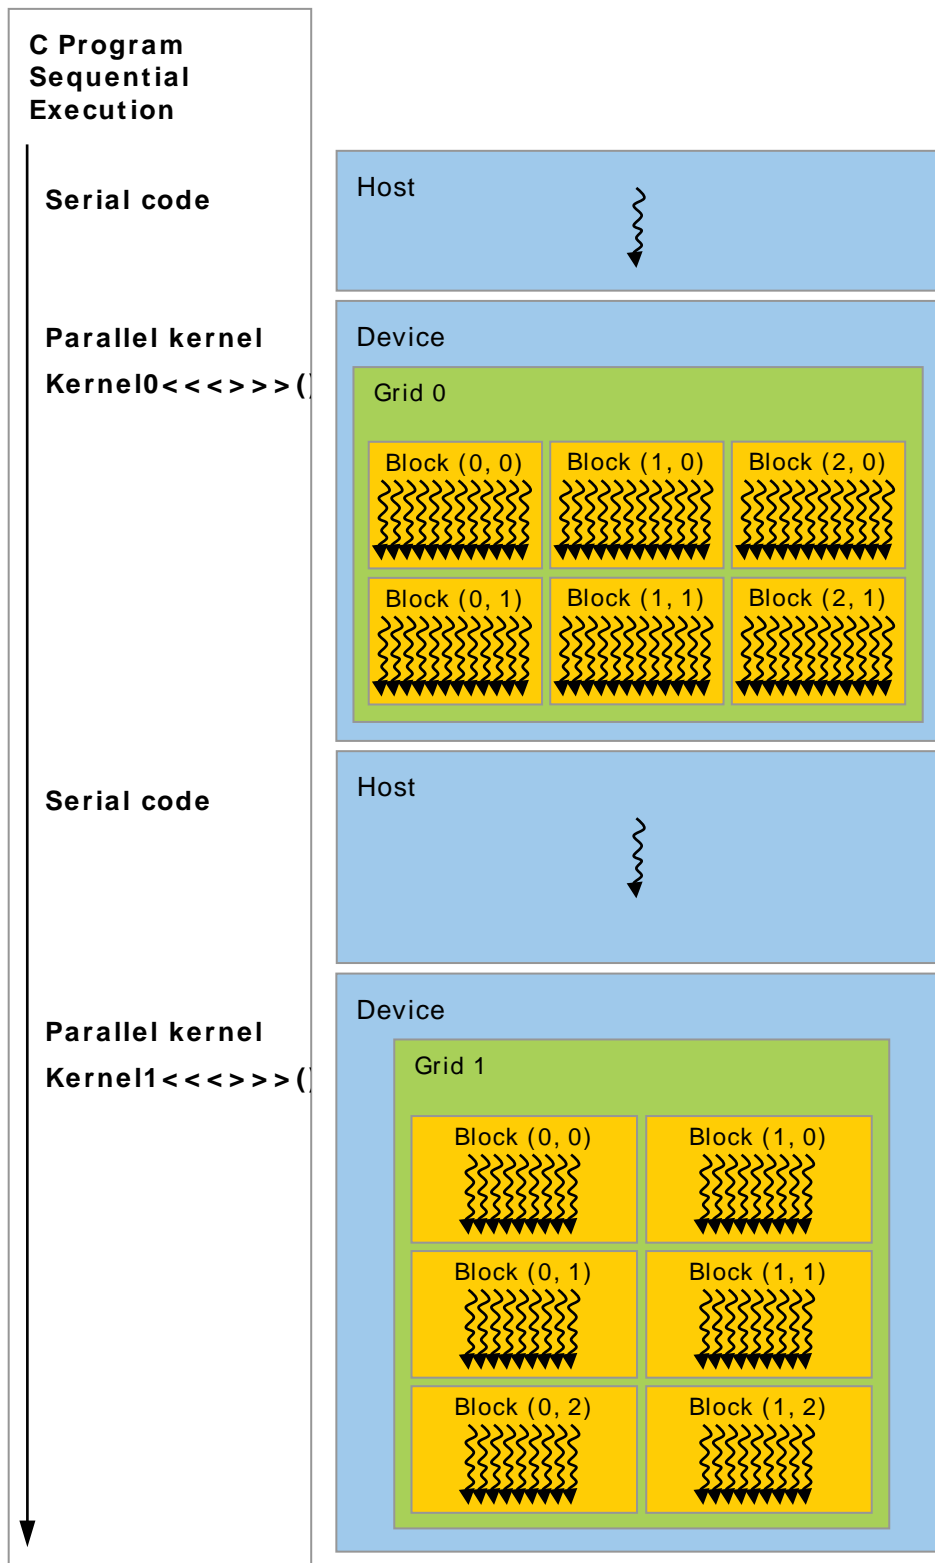 C Program
Sequential
Execution
Serial code
Host
Parallel kernel
Kernel0<<<>>>()
Device
Grid 0
Block (0, 0) Block (1, 0) Block (2, 0)
Block (0, 1) Block (1, 1) Block (2, 1)
Serial code
Host
Parallel kernel
Kernel1<<<>>>()
Device
Grid 1
Block (0, 0) Block (1, 0)
Block (0, 1) Block (1, 1)
Block (0, 2) Block (1, 2)